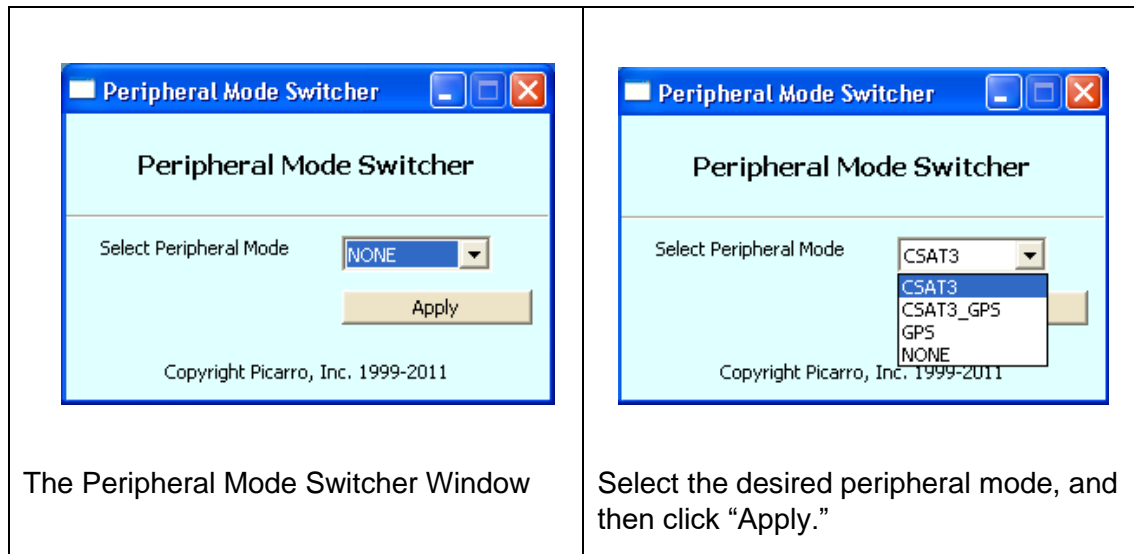 Peripheral Mode Switcher
Peripheral Mode Switcher
Select Peripheral Mode
NONE
Apply
Copyright Picarro, Inc. 1999-2011
The Peripheral Mode Switcher Window
Peripheral Mode Switcher
Peripheral Mode Switcher
Select Peripheral Mode
CSAT3
CSAT3
CSAT3_GPS
GPS
NONE
Copyright Picarro, Inc. 1999-2011
Select the desired peripheral mode, and
then click “Apply.”